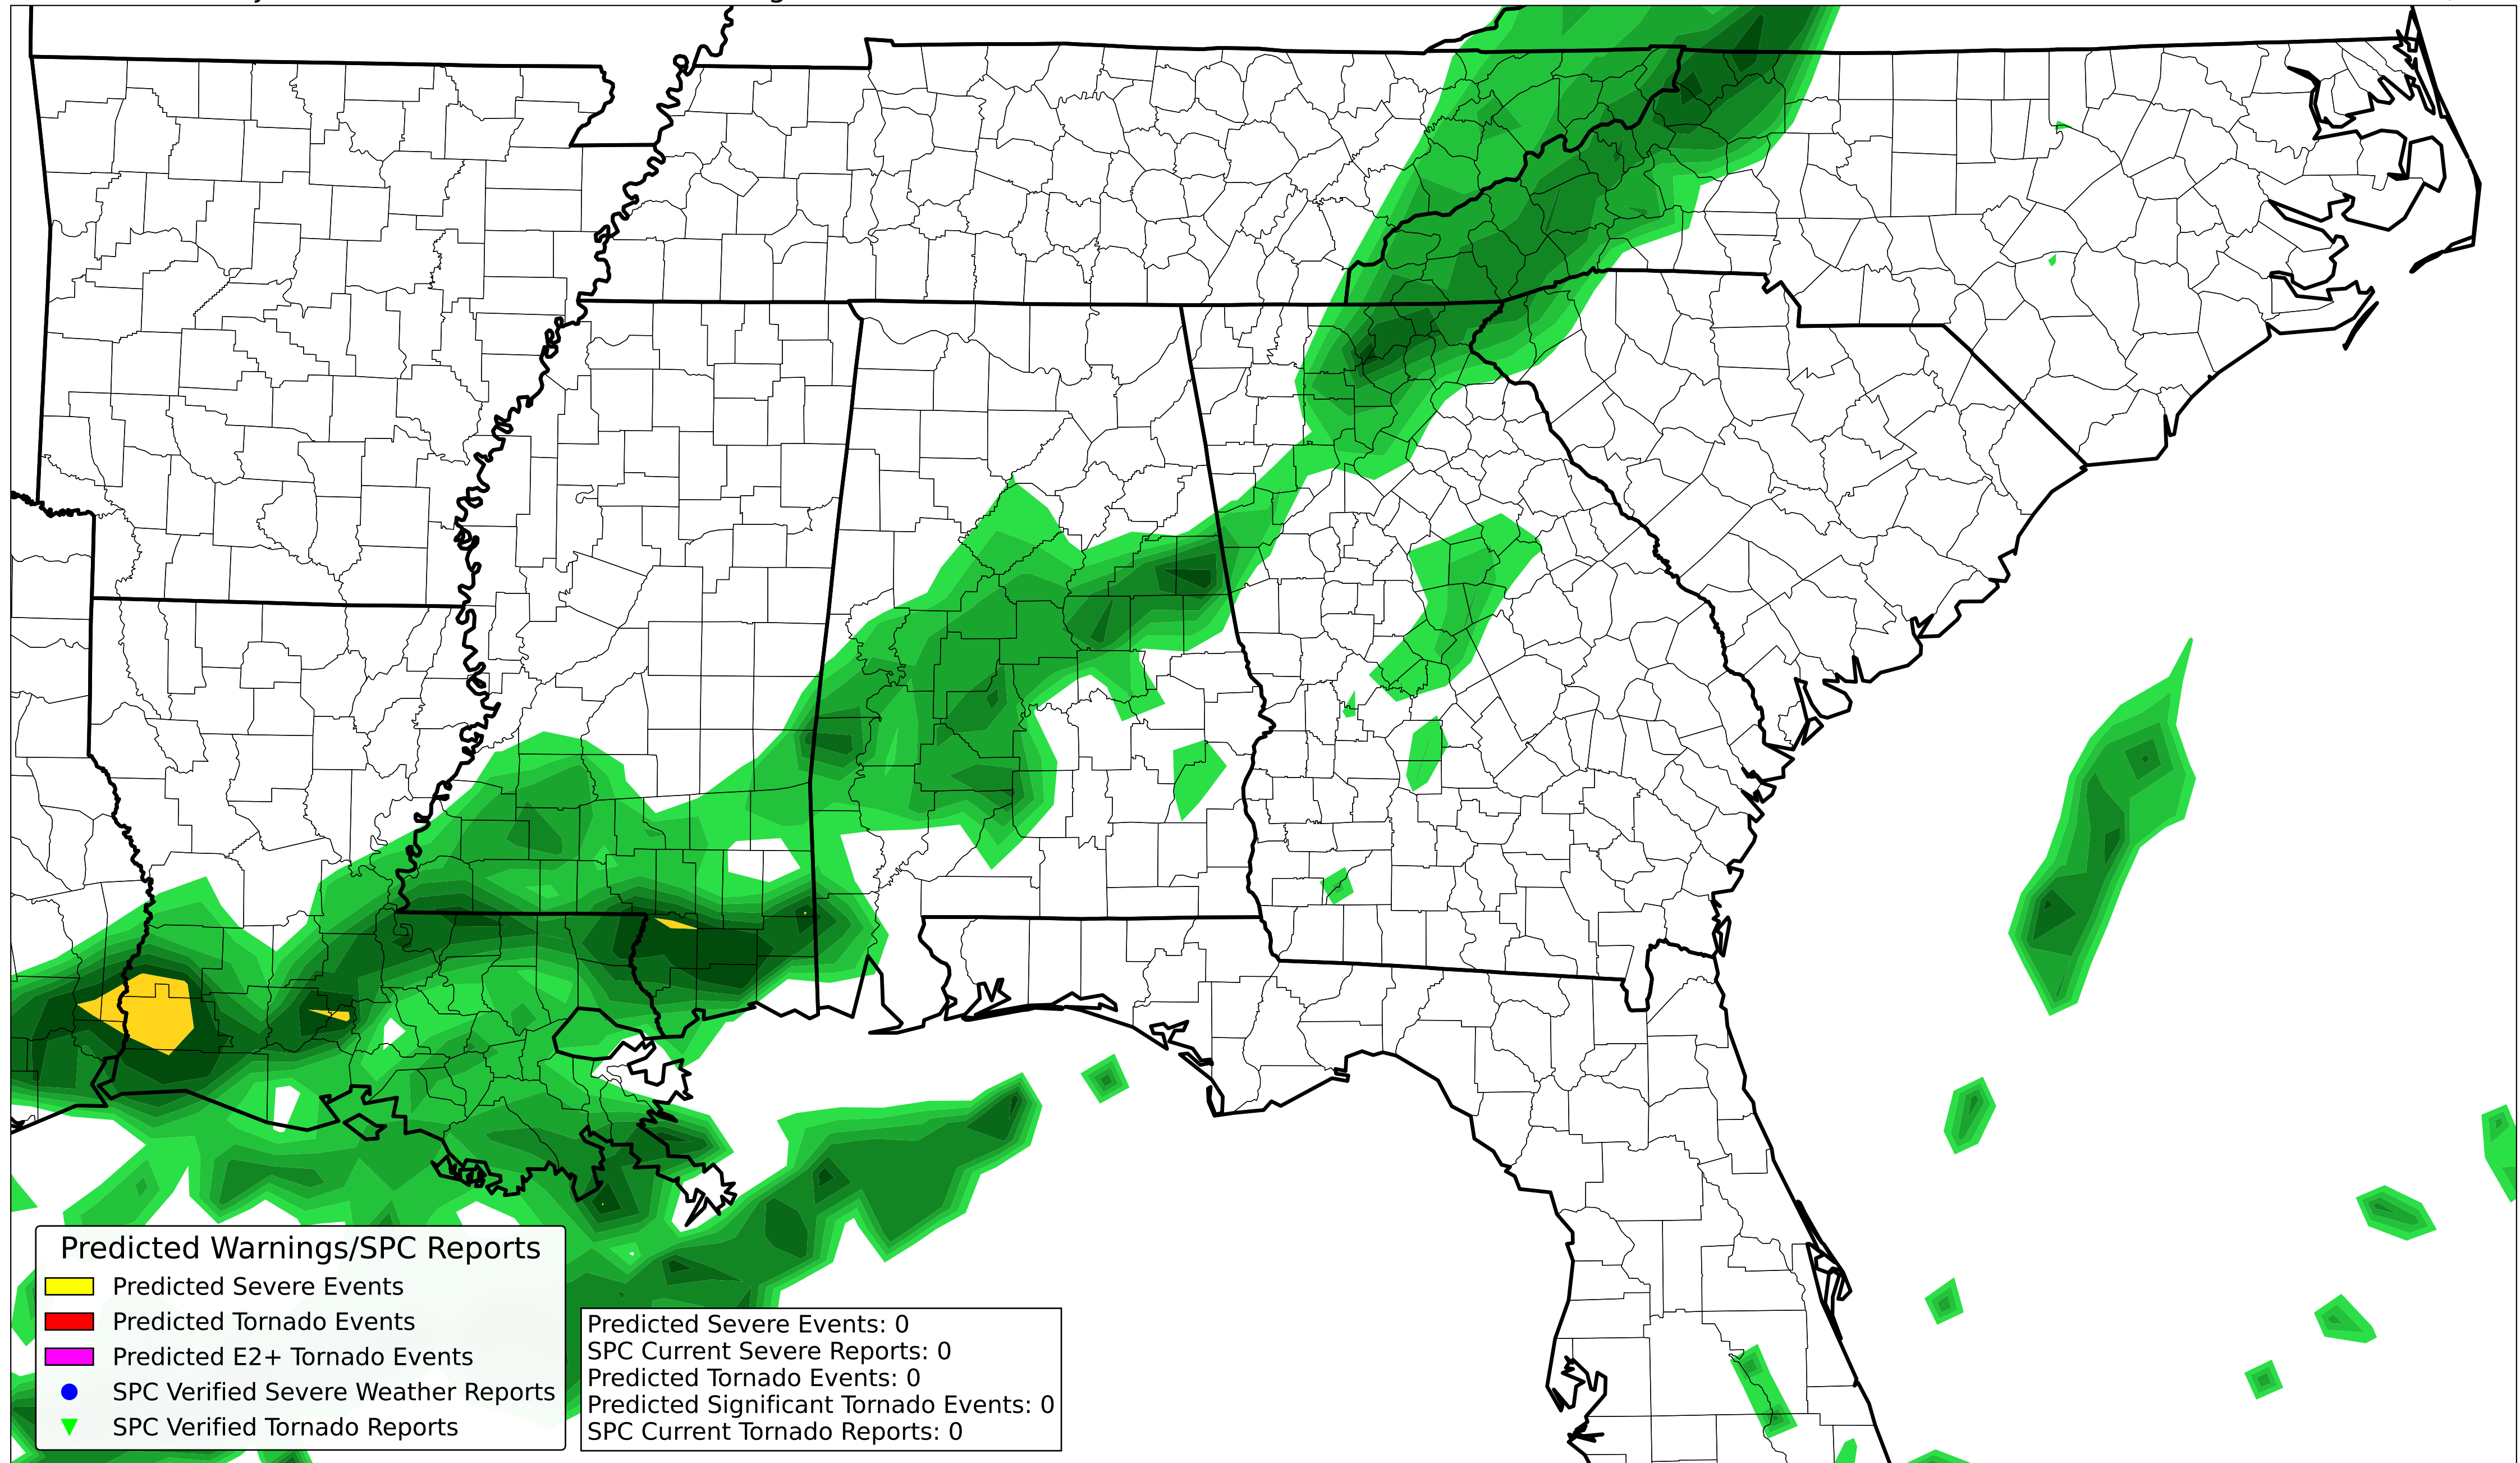 Predicted Warnings/SPC Reports
Predicted Severe Events
Predicted Tornado Events
Predicted E2+ Tornado Events
SPC Verified Severe Weather Reports
SPC Verified Tornado Reports
Predicted Severe Events: 0
SPC Current Severe Reports: 0
Predicted Tornado Events: 0
Predicted Significant Tornado Events: 0
SPC Current Tornado Reports: 0